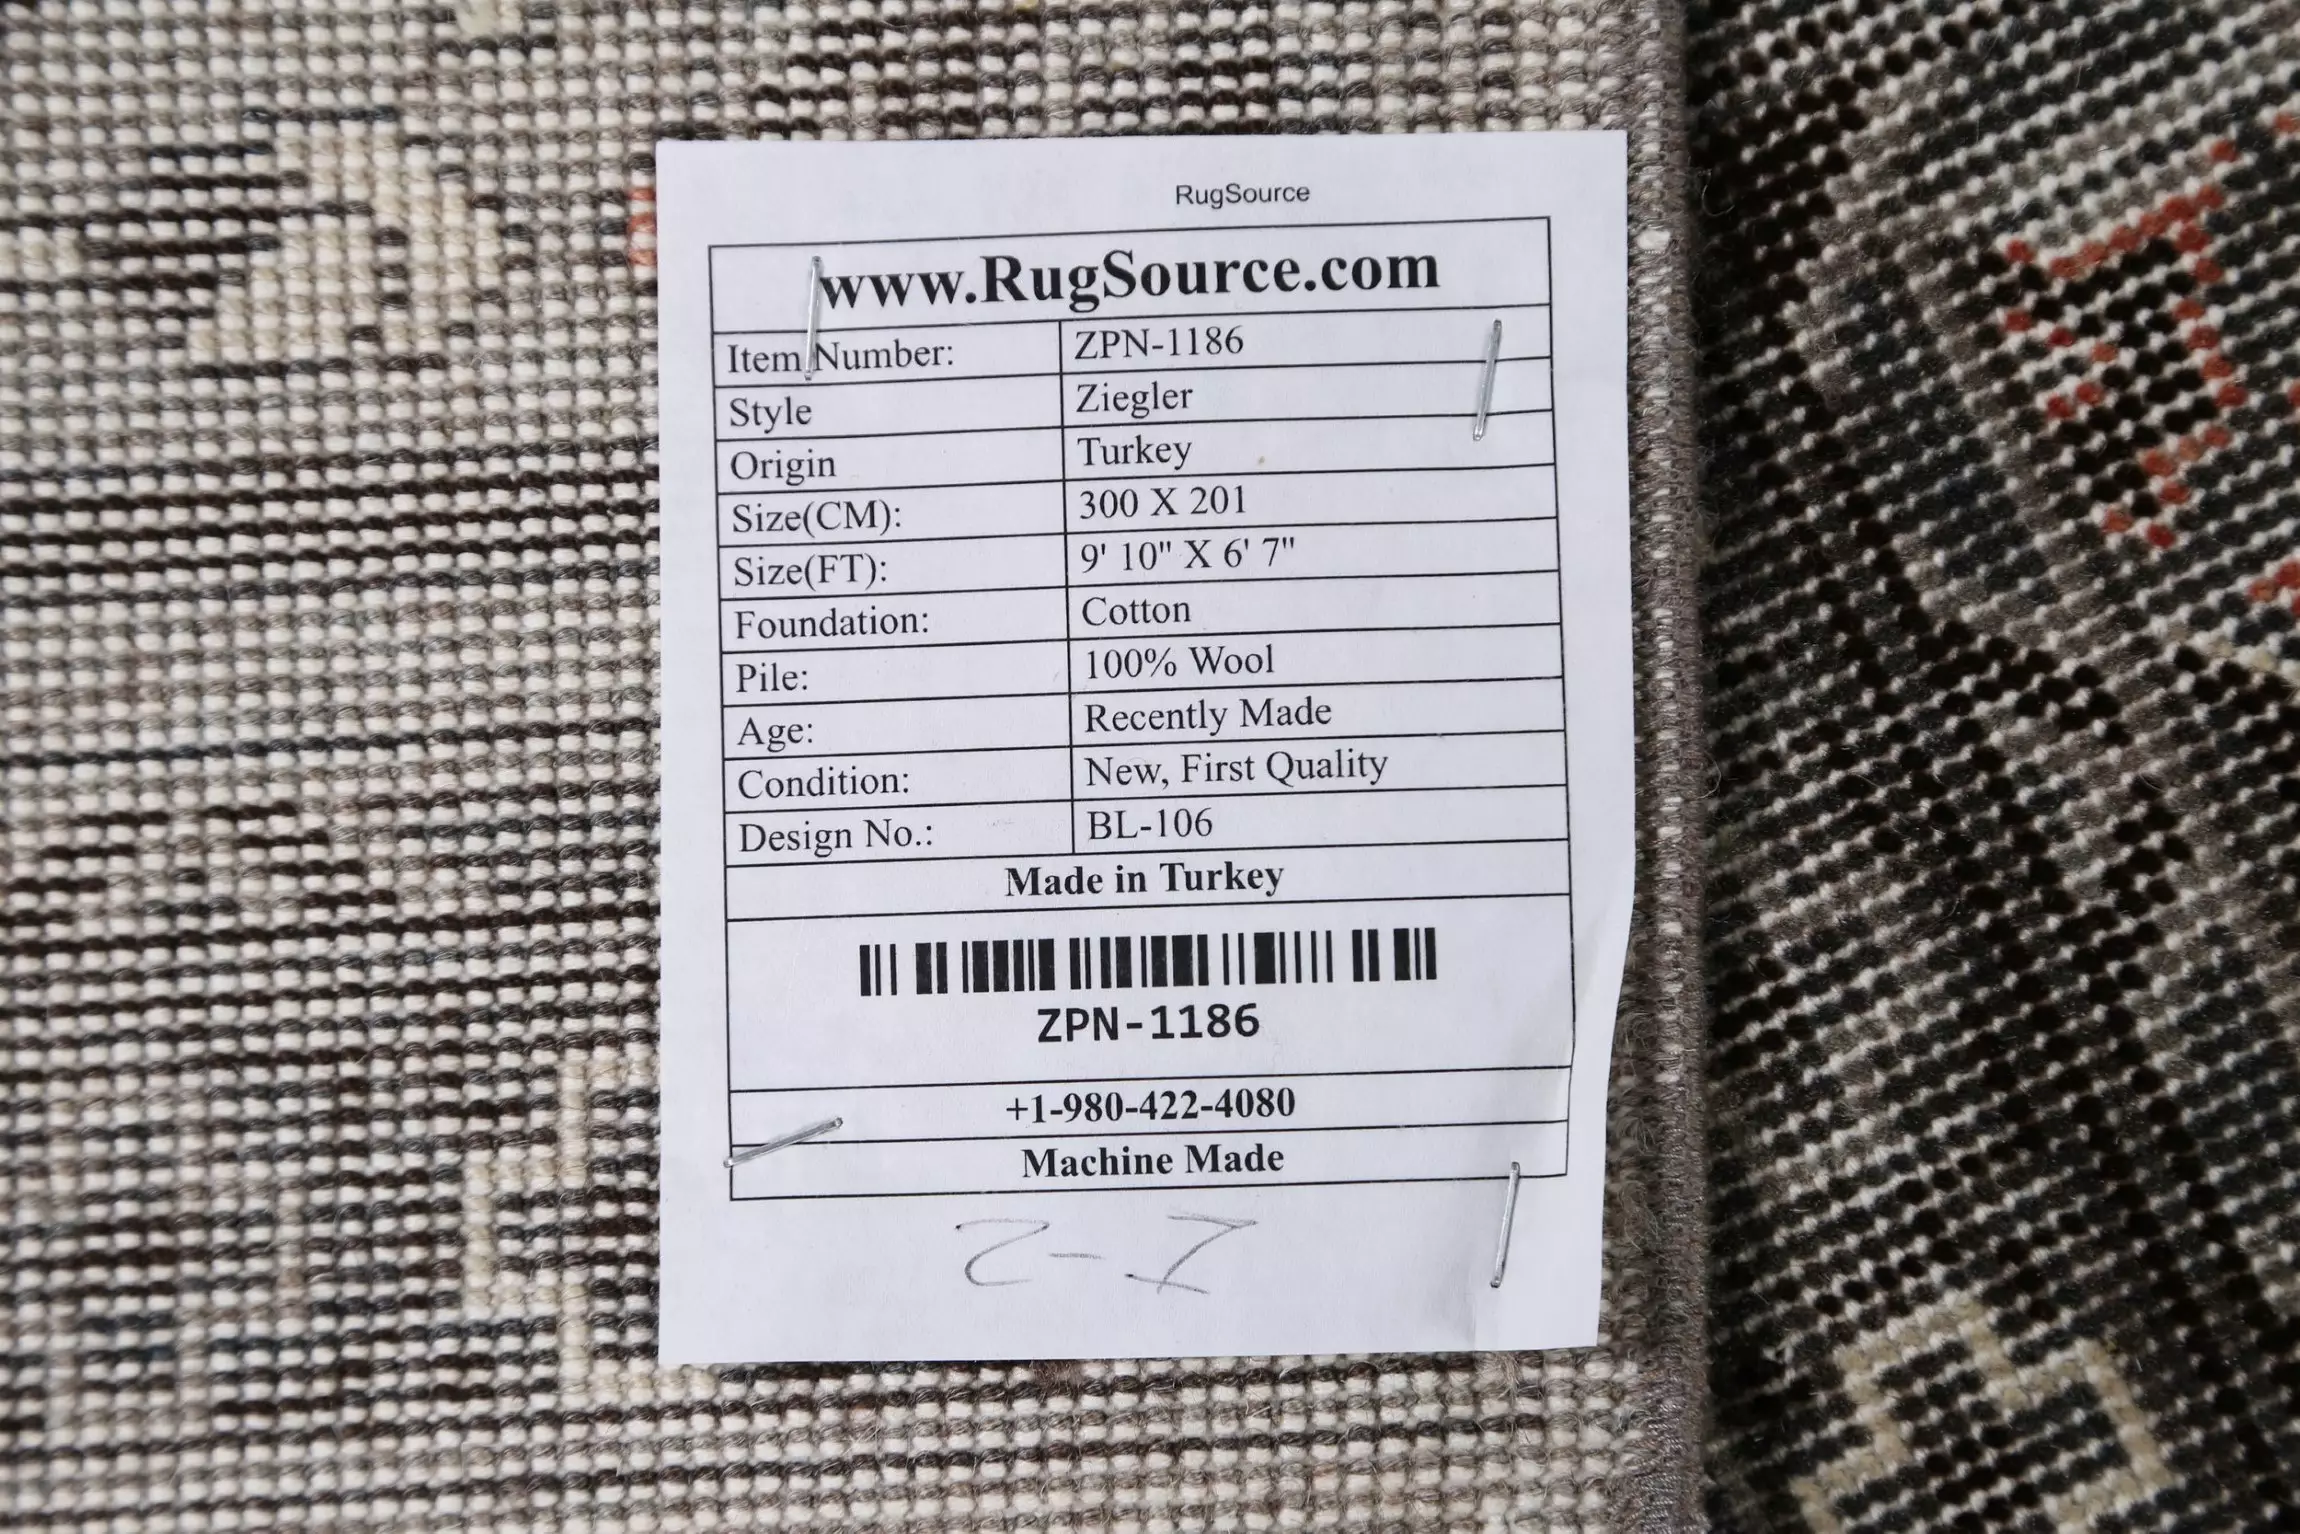 RugSource
www.RugSource.com
Item Number: ZPN-1186
Style Ziegler
Origin Turkey
Size(CM): 300 X 201
Size(FT): 9' 10" X 6' 7"
Foundation: Cotton
Pile: 100% Wool
Age: Recently Made
Condition: New, First Quality
Design No.: BL-106
Made in Turkey
ZPN-1186
+1-980-422-4080
Machine Made